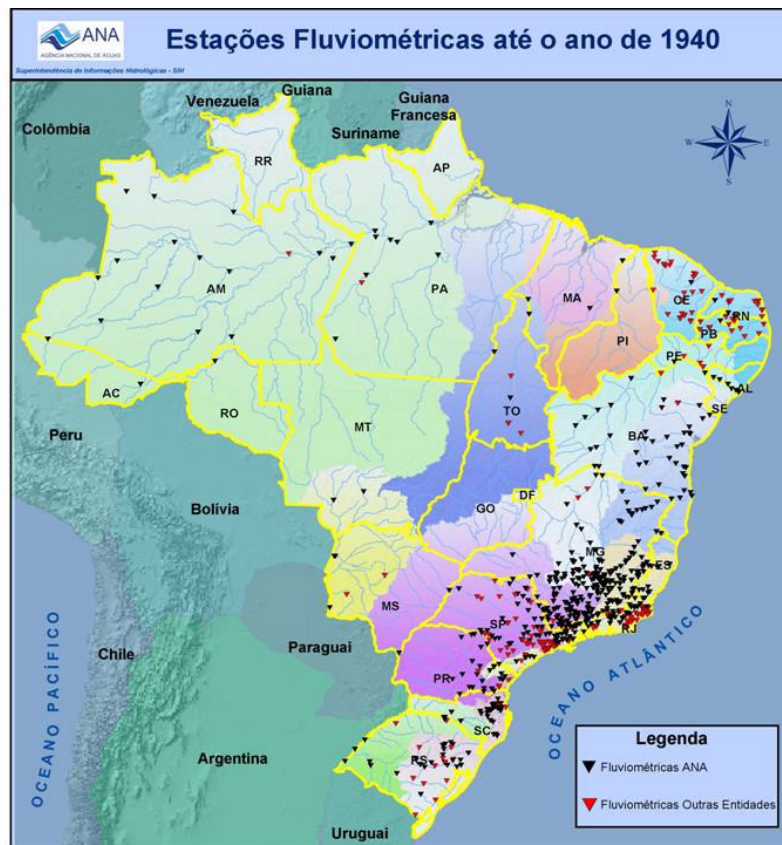 ANA
AGÊNCIA NACIONAL DE ÁGUAS
Superintendência de Informações Hidrológicas - SIH
Estações Fluviométricas até o ano de 1940
Colômbia
Venezuela
Guiana
Suriname
Guiana
Francesa
N
W
E
S
RR
AP
AM
PA
MA
CE
RN
PB
PI
PE
AL
SE
AC
RO
TO
BA
MT
Peru
Bolívia
DF
GO
MG
ES
MS
SP
RJ
Paraguai
PR
Chile
SC
Argentina
RS
Uruguai
OCEANO PACÍFICO
OCEANO ATLÂNTICO
Legenda
Fluviométricas ANA
Fluviométricas Outras Entidades